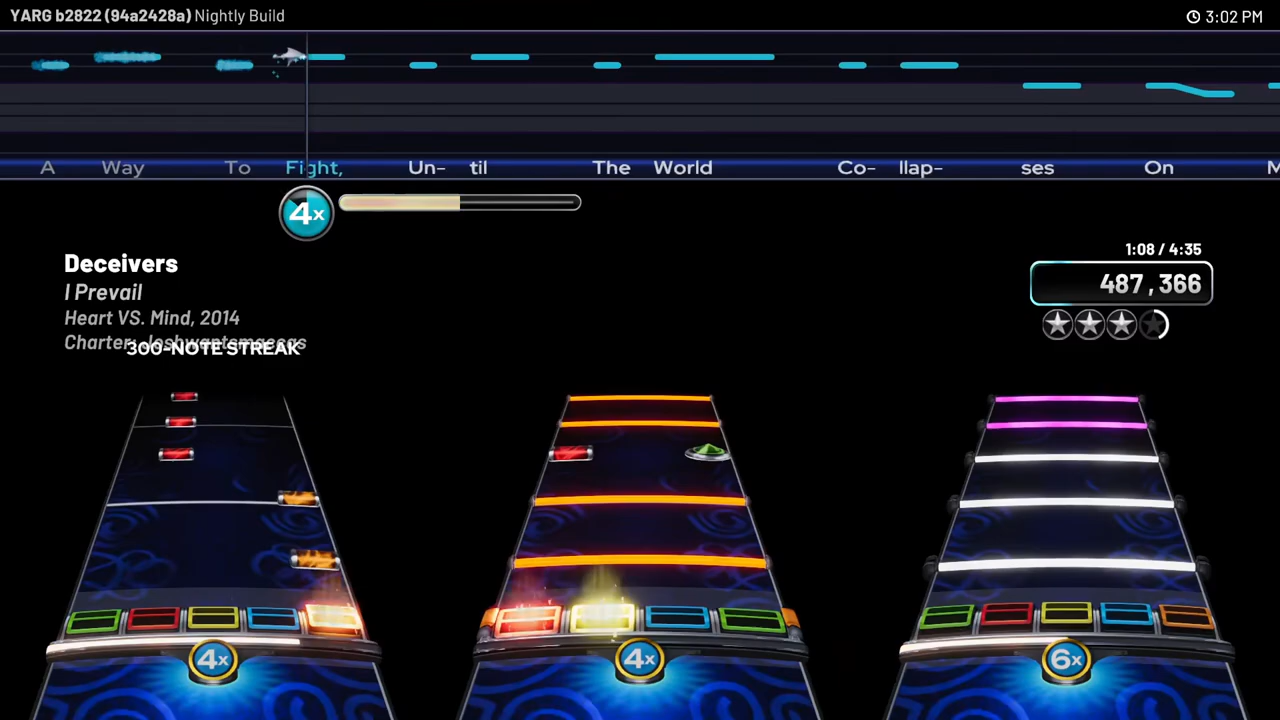 YARG b2822 (94a2428a) Nightly Build
3:02 PM
A Way To Fight, Un- til The World Co- llap- ses On M
4x
Deceivers
I Prevail
Heart VS. Mind, 2014
Charter: Joshwantsmaccas
300-NOTE STREAK
1:08 / 4:35
487,366
4x
4x
6x